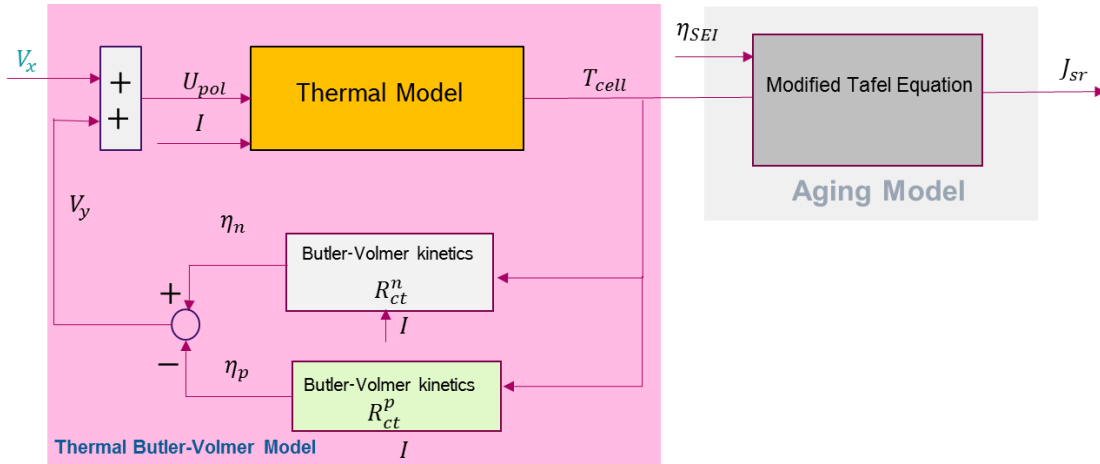 V_x
+
+
U_pol
I
Thermal Model
T_cell
η_SEI
Modified Tafel Equation
J_sr
Aging Model
V_y
η_n
Butler-Volmer kinetics
R_ct^n
I
+
−
η_p
Butler-Volmer kinetics
R_ct^p
I
Thermal Butler-Volmer Model